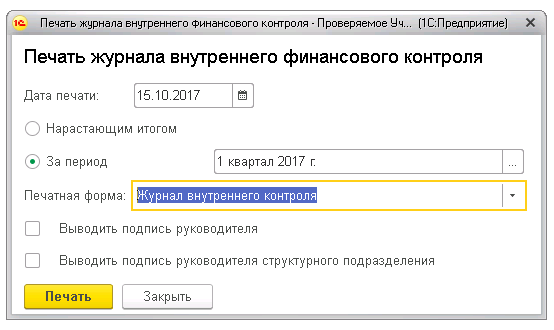 1С Печать журнала внутреннего финансового контроля - Проверяемое Уч... (1С:Предприятие)
Печать журнала внутреннего финансового контроля
Дата печати: 15.10.2017
Нарастающим итогом
За период 1 квартал 2017 г. ...
Печатная форма: Журнал внутреннего контроля
Выводить подпись руководителя
Выводить подпись руководителя структурного подразделения
Печать Закрыть